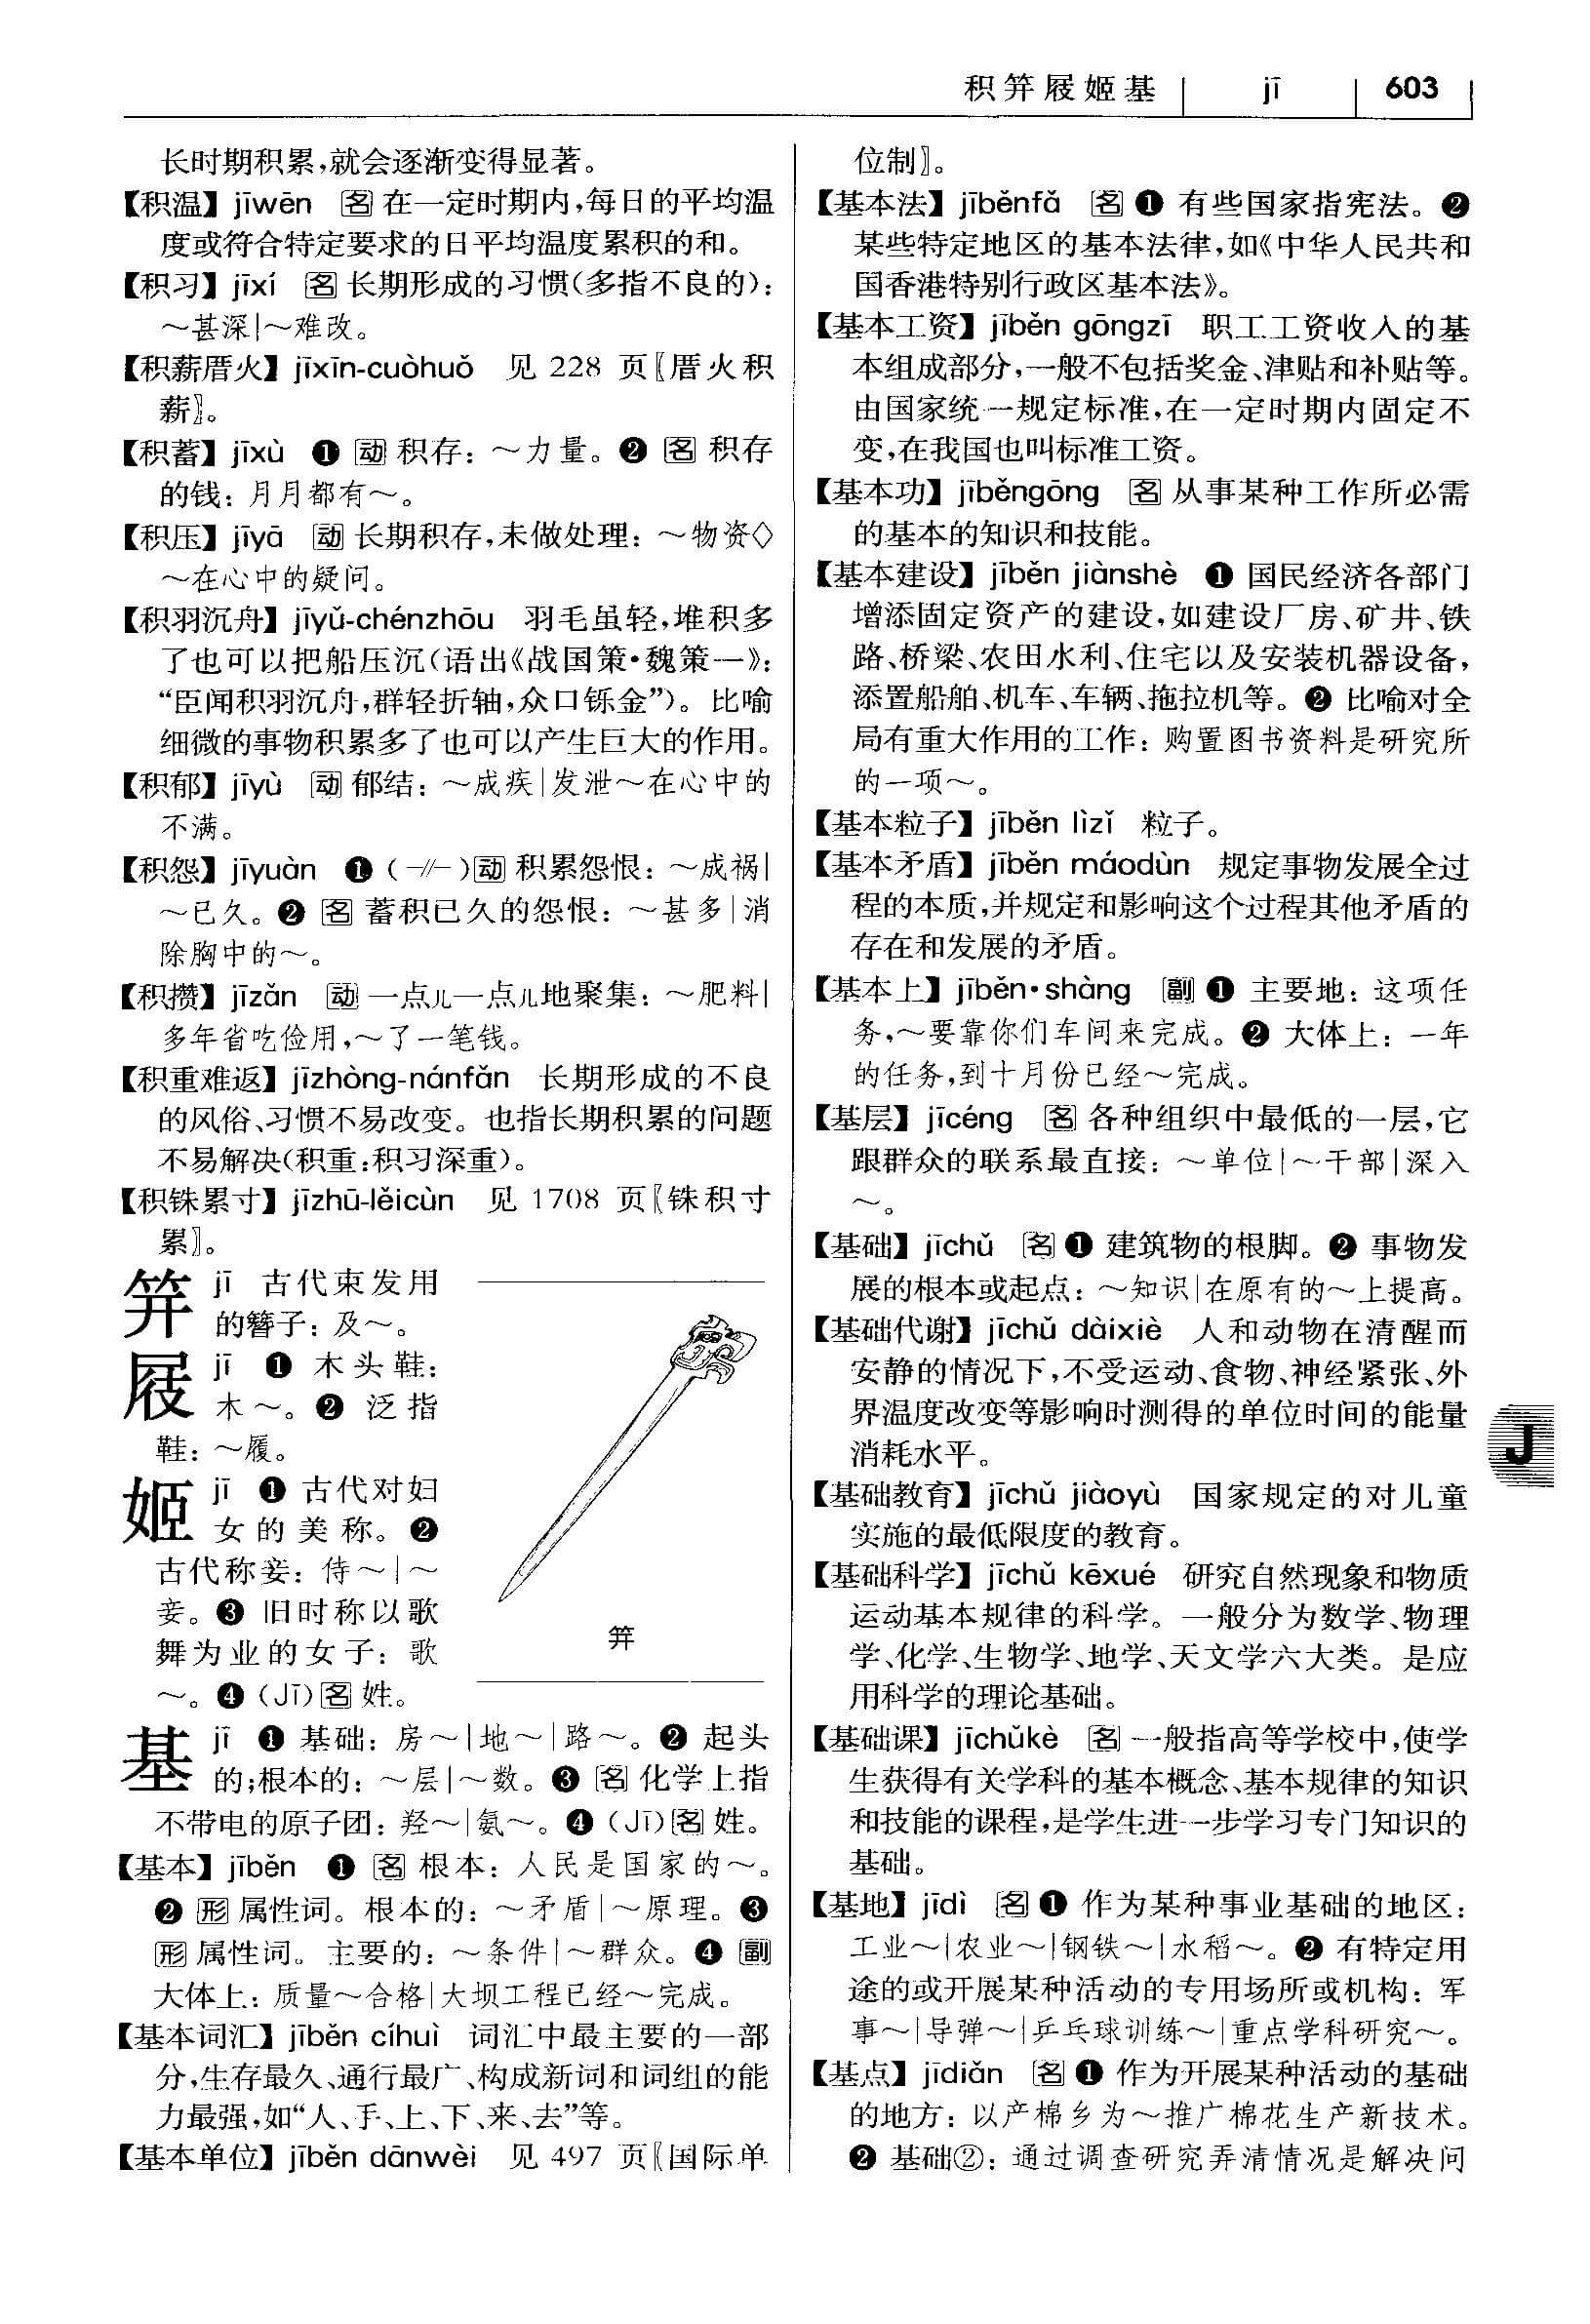 积笄屐姬基 jī 603
长时期积累,就会逐渐变得显著。
【积温】 jīwēn 名 在一定时期内,每日的平均温
度或符合特定要求的日平均温度累积的和。
【积习】 jīxí 名 长期形成的习惯(多指不良的):
～甚深|～难改。
【积薪厝火】 jīxīn-cuòhuǒ 见 228 页〖厝火积
薪〗。
【积蓄】 jīxù ❶ 动 积存:～力量。❷ 名 积存
的钱:月月都有～。
【积压】 jīyā 动 长期积存,未做处理:～物资◇
～在心中的疑问。
【积羽沉舟】 jīyǔ-chénzhōu 羽毛虽轻,堆积多
了也可以把船压沉(语出《战国策·魏策一》:
“臣闻积羽沉舟,群轻折轴,众口铄金”)。比喻
细微的事物积累多了也可以产生巨大的作用。
【积郁】 jīyù 动 郁结:～成疾|发泄～在心中的
不满。
【积怨】 jīyuàn ❶ (-//-)动 积累怨恨:～成祸|
～已久。❷ 名 蓄积已久的怨恨:～甚多|消
除胸中的～。
【积攒】 jīzǎn 动 一点儿一点儿地聚集:～肥料|
多年省吃俭用,～了一笔钱。
【积重难返】 jīzhòng-nánfǎn 长期形成的不良
的风俗、习惯不易改变。也指长期积累的问题
不易解决(积重:积习深重)。
【积铢累寸】 jīzhū-lěicùn 见 1708 页〖铢积寸
累〗。
笄 jī 古代束发用
的簪子:及～。
屐 jī ❶ 木头鞋:
木～。❷ 泛指
鞋:～履。
姬 jī ❶ 古代对妇
女的美称。❷
古代称妾:侍～|～
妾。❸ 旧时称以歌
舞为业的女子:歌
～。❹ (Jī)名 姓。
笄
基 jī ❶ 基础:房～|地～|路～。❷ 起头
的;根本的:～层|～数。❸ 名 化学上指
不带电的原子团:羟～|氨～。❹ (Jī)名 姓。
【基本】 jīběn ❶ 名 根本:人民是国家的～。
❷ 形 属性词。根本的:～矛盾|～原理。❸
形 属性词。主要的:～条件|～群众。❹ 副
大体上:质量～合格|大坝工程已经～完成。
【基本词汇】 jīběn cíhuì 词汇中最主要的一部
分,生存最久、通行最广、构成新词和词组的能
力最强,如“人、手、上、下、来、去”等。
【基本单位】 jīběn dānwèi 见 497 页〖国际单
位制〗。
【基本法】 jīběnfǎ 名 ❶ 有些国家指宪法。❷
某些特定地区的基本法律,如《中华人民共和
国香港特别行政区基本法》。
【基本工资】 jīběn gōngzī 职工工资收入的基
本组成部分,一般不包括奖金、津贴和补贴等。
由国家统一规定标准,在一定时期内固定不
变,在我国也叫标准工资。
【基本功】 jīběngōng 名 从事某种工作所必需
的基本的知识和技能。
【基本建设】 jīběn jiànshè ❶ 国民经济各部门
增添固定资产的建设,如建设厂房、矿井、铁
路、桥梁、农田水利、住宅以及安装机器设备,
添置船舶、机车、车辆、拖拉机等。❷ 比喻对全
局有重大作用的工作:购置图书资料是研究所
的一项～。
【基本粒子】 jīběn lìzǐ 粒子。
【基本矛盾】 jīběn máodùn 规定事物发展全过
程的本质,并规定和影响这个过程其他矛盾的
存在和发展的矛盾。
【基本上】 jīběn·shàng 副 ❶ 主要地:这项任
务,～要靠你们车间来完成。❷ 大体上:一年
的任务,到十月份已经～完成。
【基层】 jīcéng 名 各种组织中最低的一层,它
跟群众的联系最直接:～单位|～干部|深入
～。
【基础】 jīchǔ 名 ❶ 建筑物的根脚。❷ 事物发
展的根本或起点:～知识|在原有的～上提高。
【基础代谢】 jīchǔ dàixiè 人和动物在清醒而
安静的情况下,不受运动、食物、神经紧张、外
界温度改变等影响时测得的单位时间的能量
消耗水平。
【基础教育】 jīchǔ jiàoyù 国家规定的对儿童
实施的最低限度的教育。
【基础科学】 jīchǔ kēxué 研究自然现象和物质
运动基本规律的科学。一般分为数学、物理
学、化学、生物学、地学、天文学六大类。是应
用科学的理论基础。
【基础课】 jīchǔkè 名 一般指高等学校中,使学
生获得有关学科的基本概念、基本规律的知识
和技能的课程,是学生进一步学习专门知识的
基础。
【基地】 jīdì 名 ❶ 作为某种事业基础的地区:
工业～|农业～|钢铁～|水稻～。❷ 有特定用
途的或开展某种活动的专用场所或机构:军
事～|导弹～|乒乓球训练～|重点学科研究～。
【基点】 jīdiǎn 名 ❶ 作为开展某种活动的基础
的地方:以产棉乡为～推广棉花生产新技术。
❷ 基础②:通过调查研究弄清情况是解决问
J